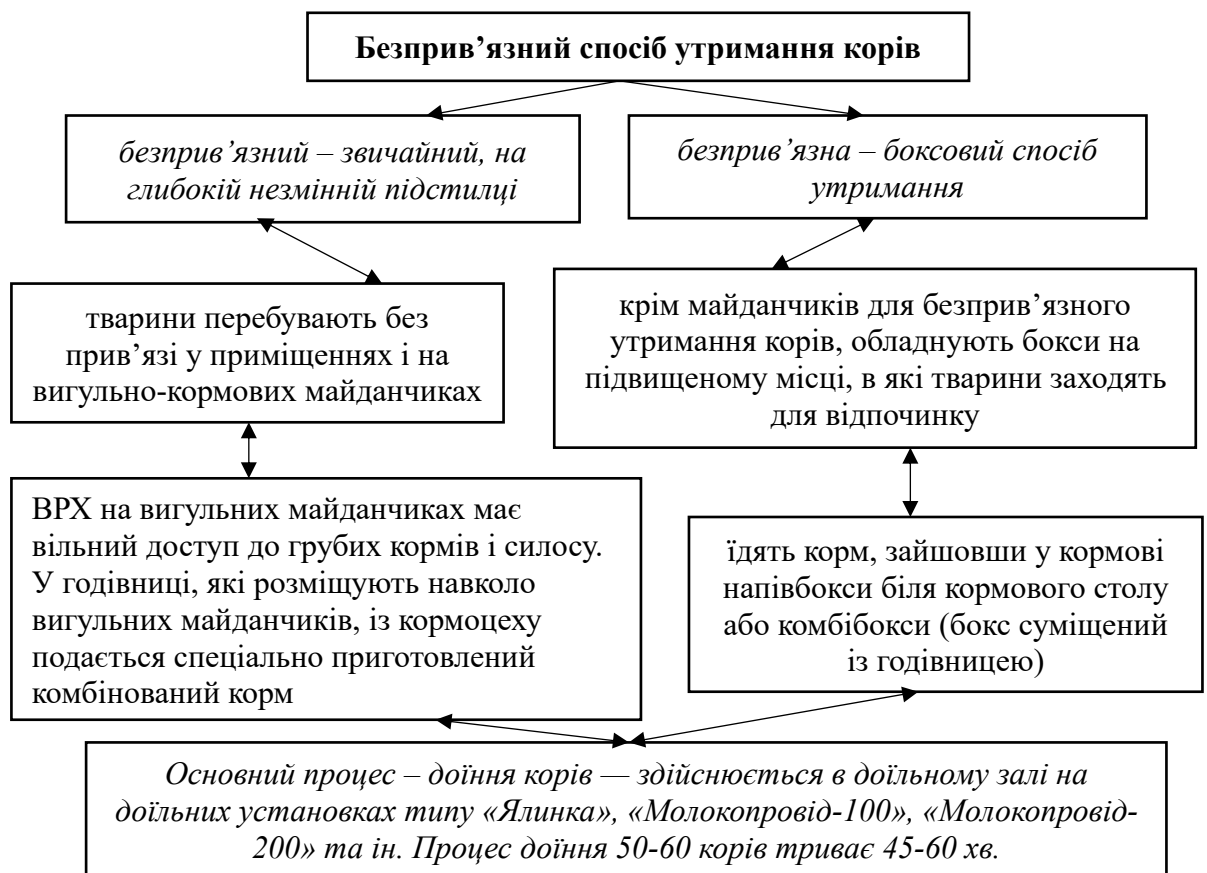 Безприв’язний спосіб утримання корів
безприв’язний – звичайний, на
глибокій незмінній підстилці
безприв’язна – боксовий спосіб
утримання
тварини перебувають без
прив’язі у приміщеннях і на
вигульно-кормових майданчиках
крім майданчиків для безприв’язного
утримання корів, обладнують бокси на
підвищеному місці, в які тварини заходять
для відпочинку
ВРХ на вигульних майданчиках має
вільний доступ до грубих кормів і силосу.
У годівниці, які розміщують навколо
вигульних майданчиків, із кормоцеху
подається спеціально приготовлений
комбінований корм
їдять корм, зайшовши у кормові
напівбокси біля кормового столу
або комбібокси (бокс суміщений
із годівницею)
Основний процес – доїння корів — здійснюється в доїльному залі на
доїльних установках типу «Ялинка», «Молокопровід-100», «Молокопровід-
200» та ін. Процес доїння 50-60 корів триває 45-60 хв.